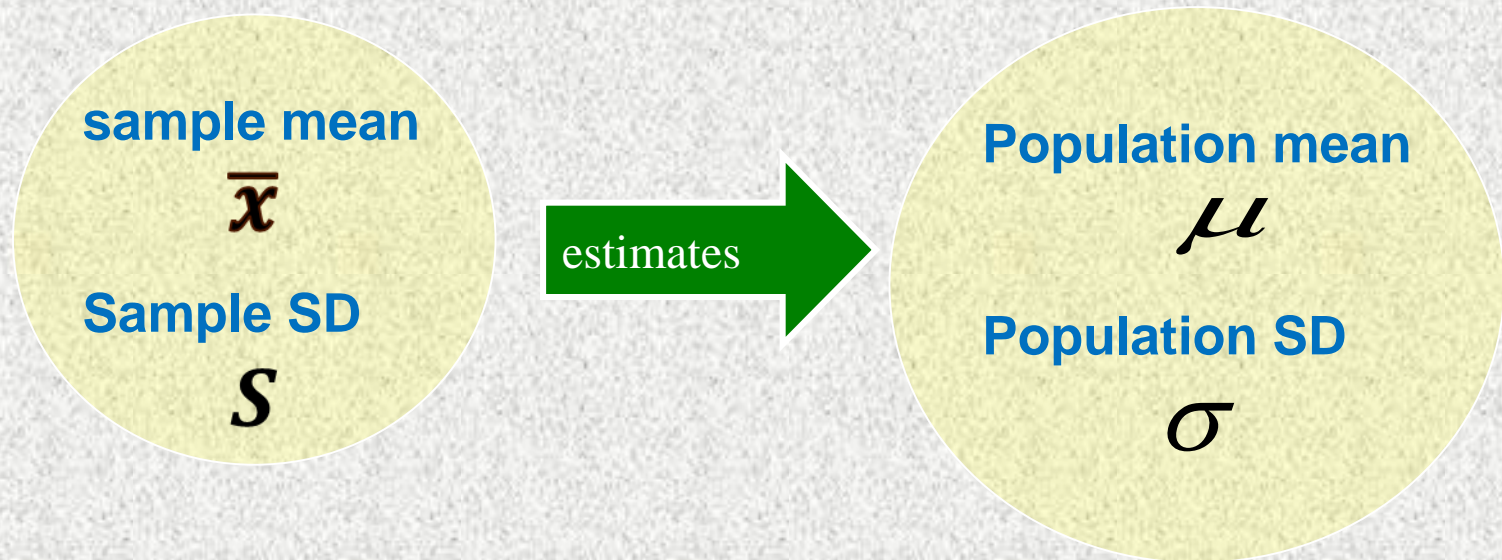 sample mean
x̅
Sample SD
S
estimates
Population mean
μ
Population SD
σ